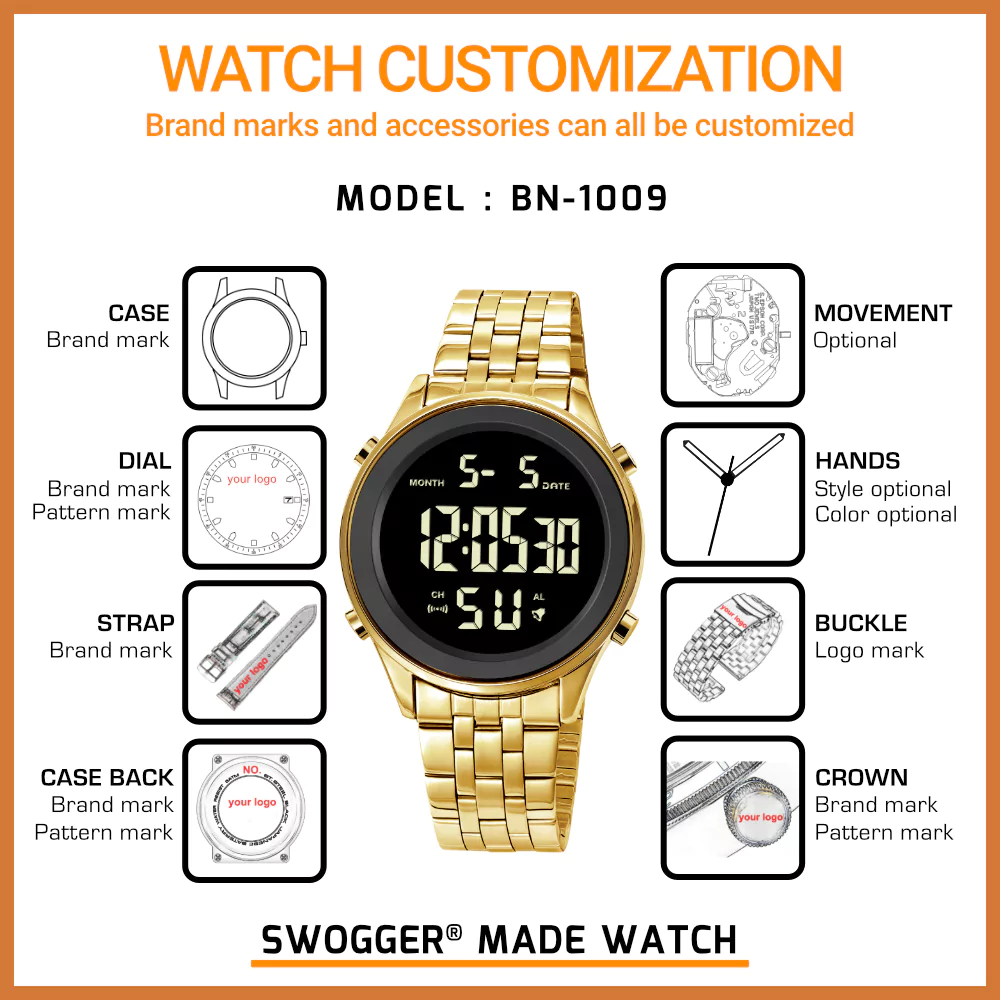 WATCH CUSTOMIZATION
Brand marks and accessories can all be customized
MODEL : BN-1009
CASE
Brand mark
DIAL
Brand mark
Pattern mark
your logo
7
STRAP
Brand mark
your logo
CASE BACK
Brand mark
Pattern mark
NO.
your logo
MONTH 5- 5 DATE
12:05 30
CH SU AL
MOVEMENT
Optional
HANDS
Style optional
Color optional
BUCKLE
Logo mark
your logo
CROWN
Brand mark
Pattern mark
your logo
SWOGGER® MADE WATCH